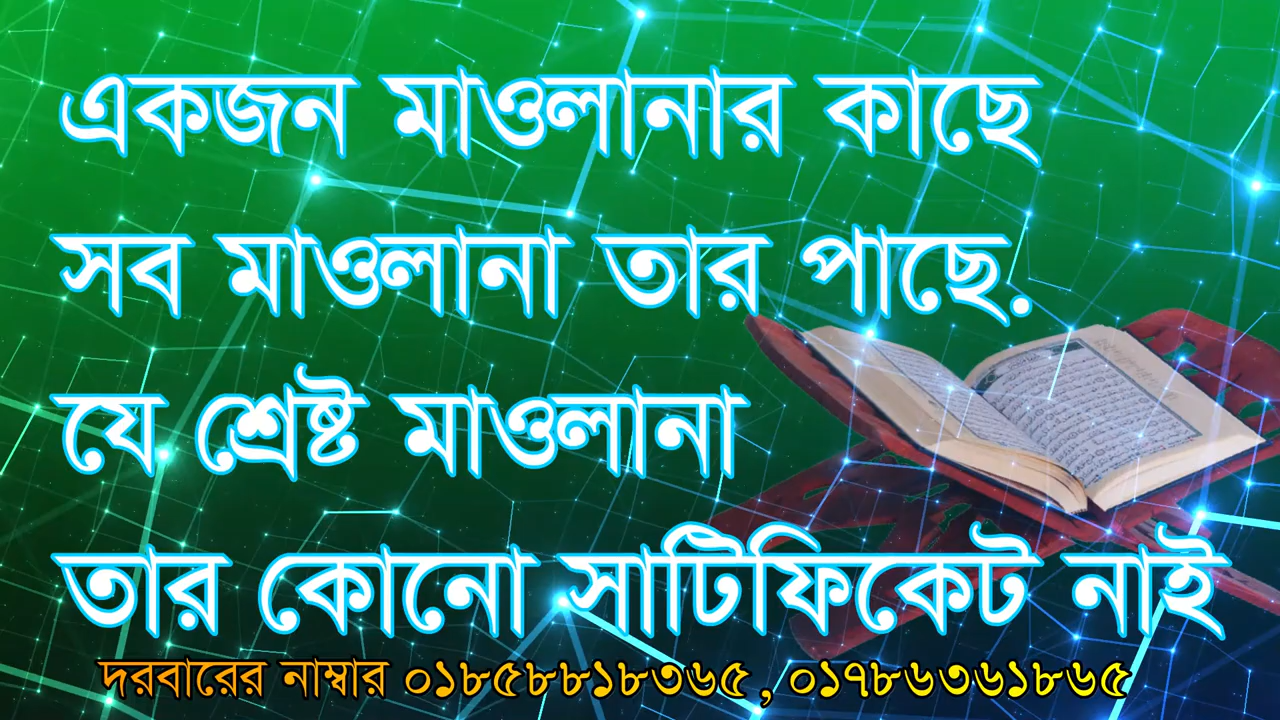 একজন মাওলানার কাছে
সব মাওলানা তার পাছে.
যে শ্রেষ্ট মাওলানা
তার কোনো সাটিফিকেট নাই
দরবারের নাম্বার ০১৮৫৮৮১৮৩৬৫ , ০১৭৮৬৩৬১৮৬৫